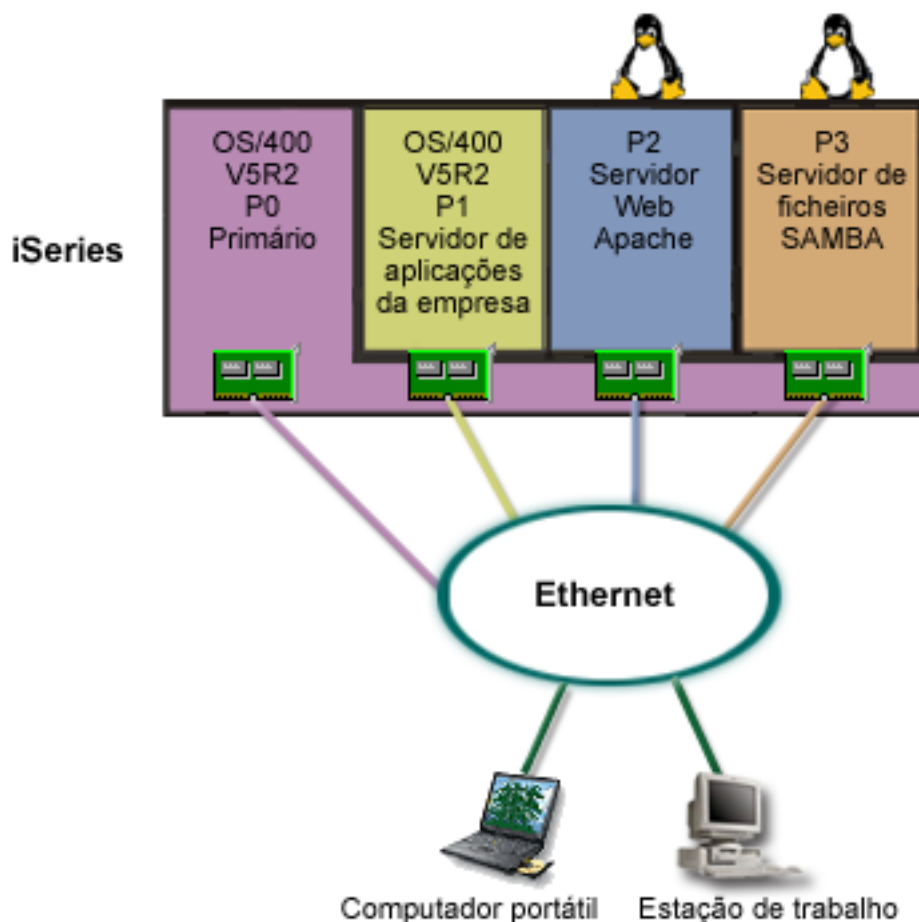 iSeries
OS/400
V5R2
P0
Primário
OS/400
V5R2
P1
Servidor de
aplicações
da empresa
P2
Servidor
Web
Apache
P3
Servidor de
ficheiros
SAMBA
Ethernet
Computador portátil
Estação de trabalho